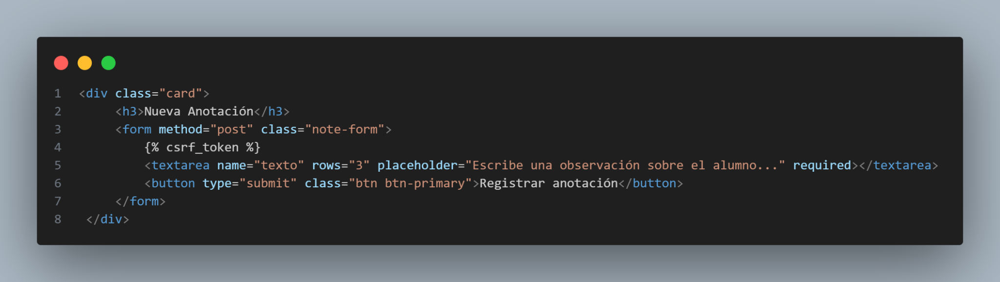 1 <div class="card">
2 <h3>Nueva Anotación</h3>
3 <form method="post" class="note-form">
4 {% csrf_token %}
5 <textarea name="texto" rows="3" placeholder="Escribe una observación sobre el alumno..." required></textarea>
6 <button type="submit" class="btn btn-primary">Registrar anotación</button>
7 </form>
8 </div>